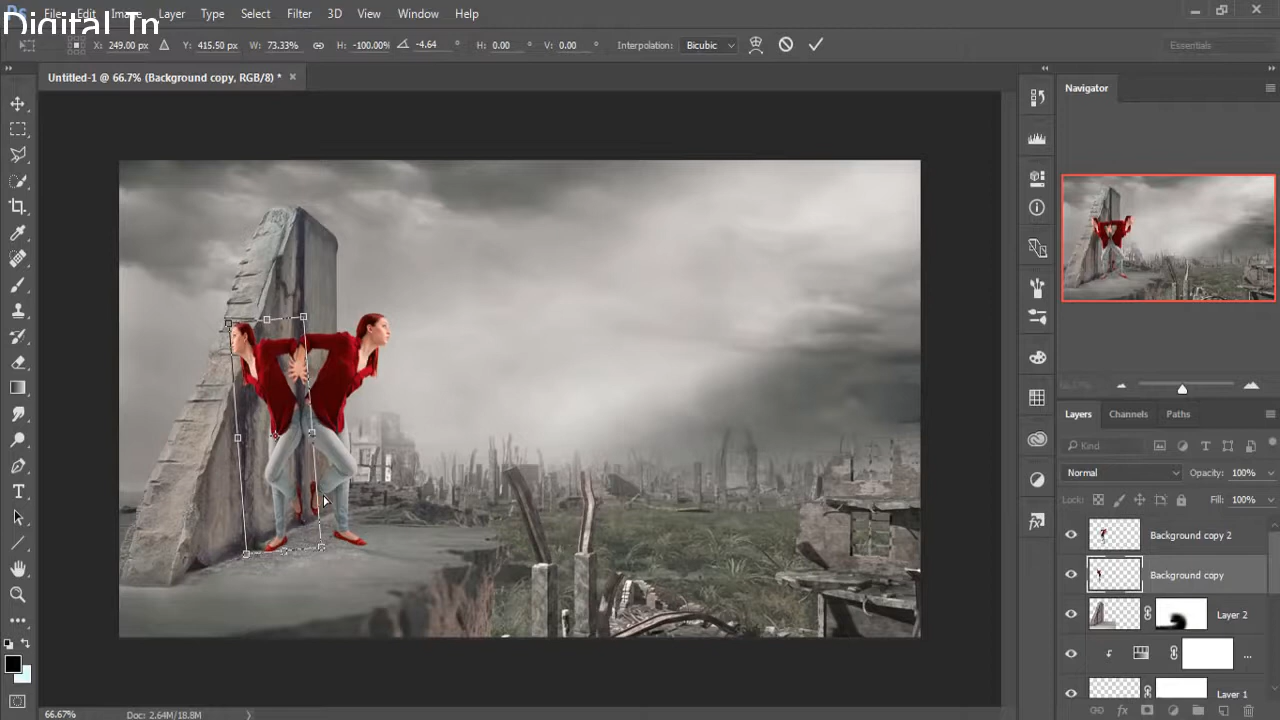 Ps File Edit Image Layer Type Select Filter 3D View Window Help
Digital Tm
X: 249.00 px Y: 415.50 px W: 73.33% H: -100.00% -4.64 ° H: 0.00 ° V: 0.00 ° Interpolation: Bicubic Essentials
Untitled-1 @ 66.7% (Background copy, RGB/8) * ×
Navigator
Layers Channels Paths
Kind
Normal Opacity: 100%
Lock: Fill: 100%
Background copy 2
Background copy
Layer 2
...
Layer 1
66.67% Doc: 2.64M/18.8M